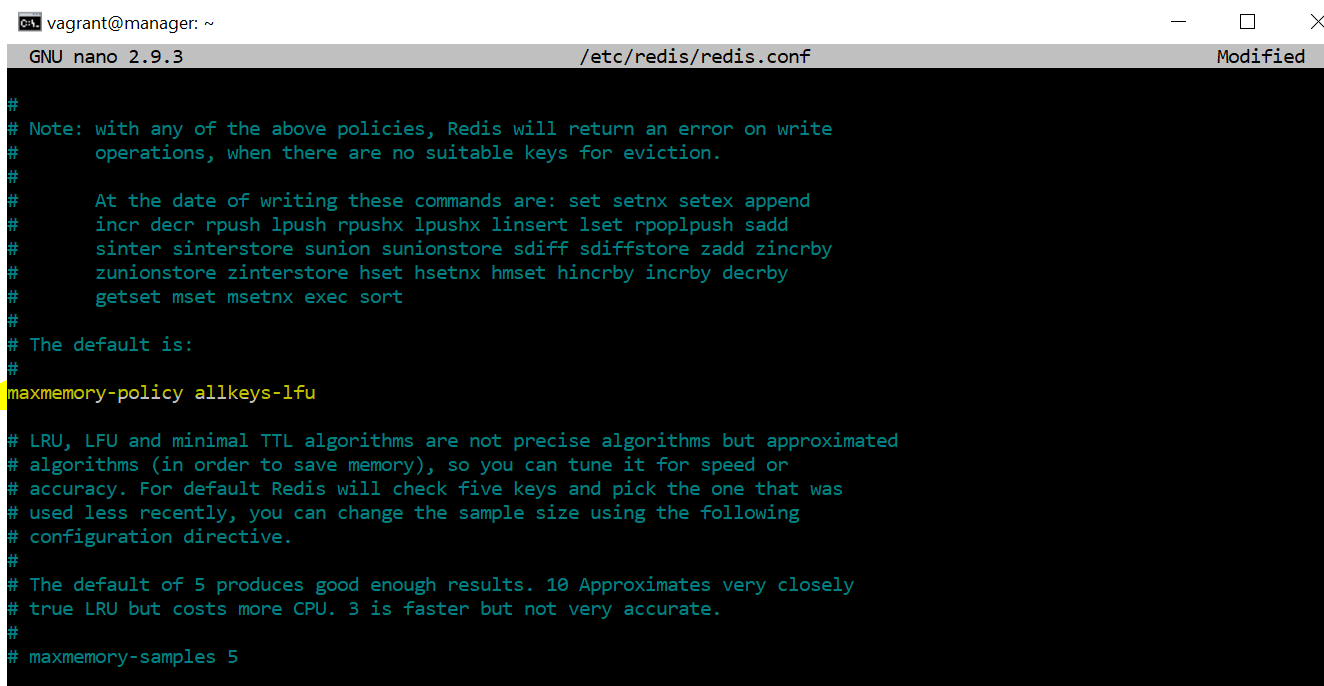 vagrant@manager: ~
GNU nano 2.9.3 /etc/redis/redis.conf Modified
#
# Note: with any of the above policies, Redis will return an error on write
#       operations, when there are no suitable keys for eviction.
#
#       At the date of writing these commands are: set setnx setex append
#       incr decr rpush lpush rpushx lpushx linsert lset rpoplpush sadd
#       sinter sinterstore sunion sunionstore sdiff sdiffstore zadd zincrby
#       zunionstore zinterstore hset hsetnx hmset hincrby incrby decrby
#       getset mset msetnx exec sort
#
# The default is:
#
maxmemory-policy allkeys-lfu
# LRU, LFU and minimal TTL algorithms are not precise algorithms but approximated
# algorithms (in order to save memory), so you can tune it for speed or
# accuracy. For default Redis will check five keys and pick the one that was
# used less recently, you can change the sample size using the following
# configuration directive.
#
# The default of 5 produces good enough results. 10 Approximates very closely
# true LRU but costs more CPU. 3 is faster but not very accurate.
#
# maxmemory-samples 5